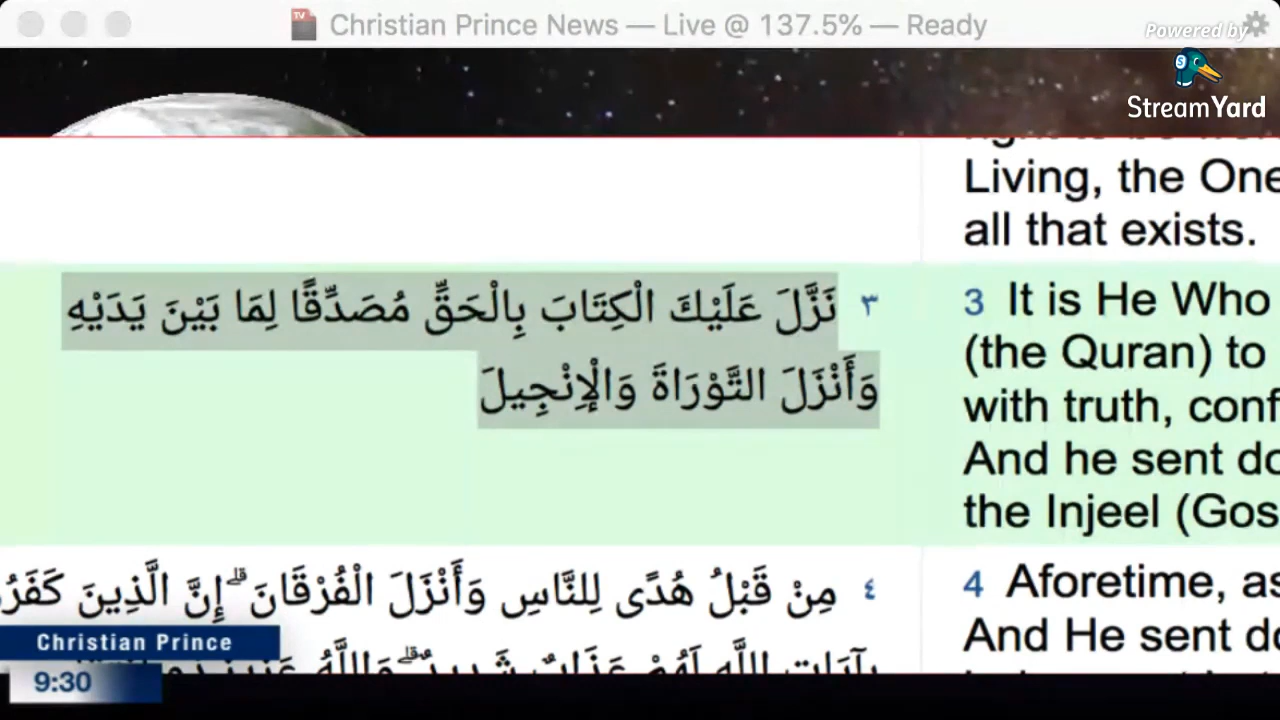 Christian Prince News — Live @ 137.5% — Ready
Powered by
StreamYard
Living, the One
all that exists.
٣ نَزَّلَ عَلَيْكَ الْكِتَابَ بِالْحَقِّ مُصَدِّقًا لِمَا بَيْنَ يَدَيْهِ
وَأَنْزَلَ التَّوْرَاةَ وَالْإِنْجِيلَ
3 It is He Who
(the Quran) to
with truth, conf
And he sent do
the Injeel (Gos
٤ مِنْ قَبْلُ هُدًى لِلنَّاسِ وَأَنْزَلَ الْفُرْقَانَ ۗ إِنَّ الَّذِينَ كَفَرُ
4 Aforetime, as
And He sent do
Christian Prince
9:30